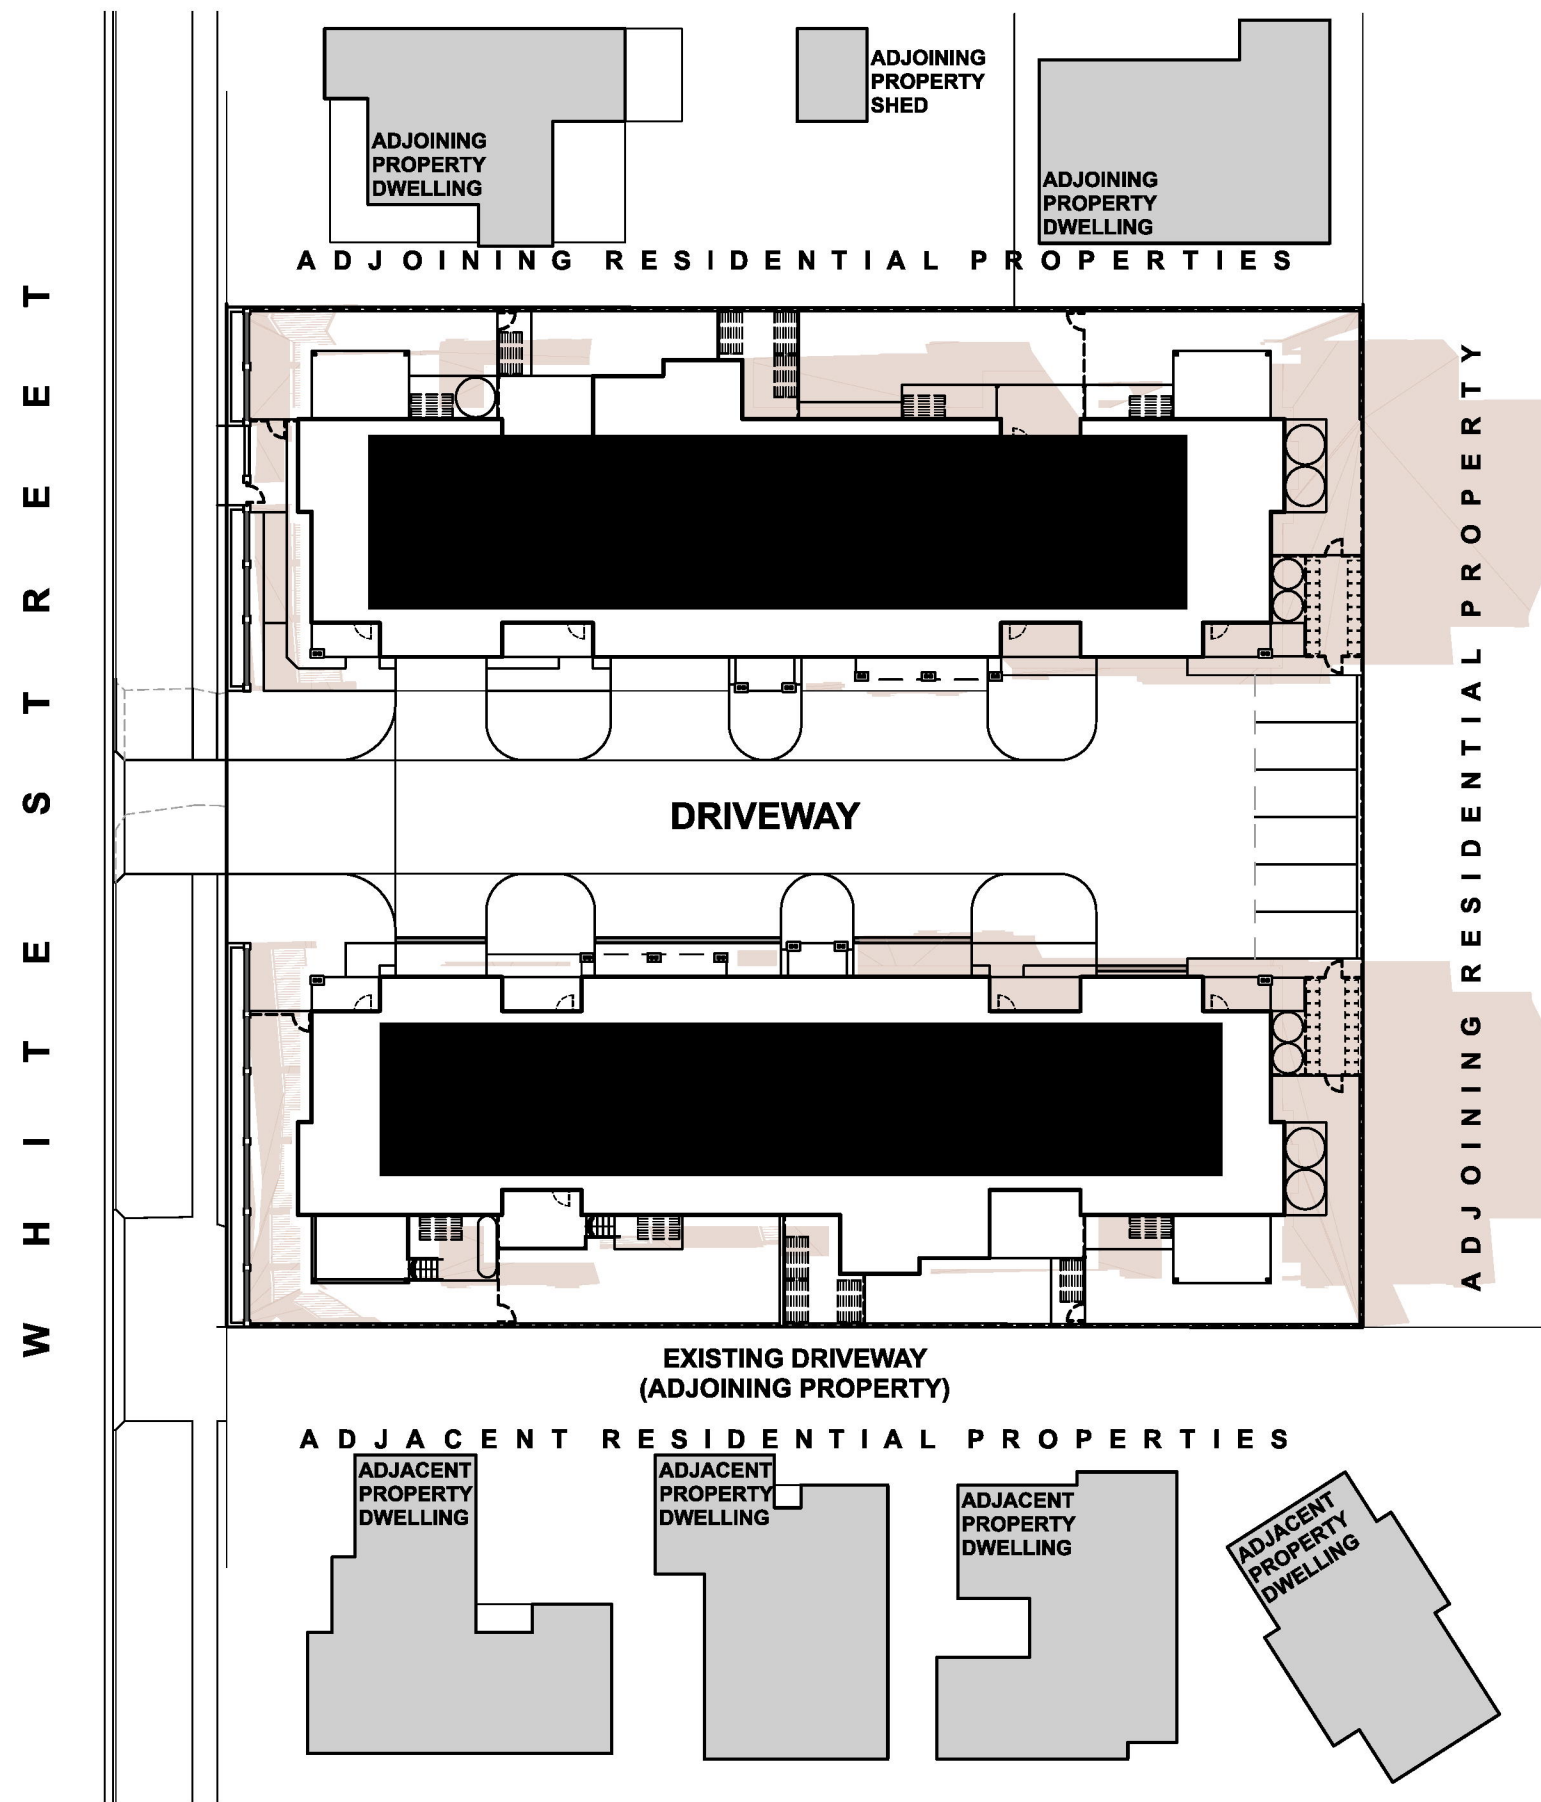 ADJOINING
PROPERTY
DWELLING
ADJOINING
PROPERTY
SHED
ADJOINING
PROPERTY
DWELLING
ADJOINING RESIDENTIAL PROPERTIES
WHITE STREET
ADJOINING RESIDENTIAL PROPERTY
DRIVEWAY
EXISTING DRIVEWAY
(ADJOINING PROPERTY)
ADJACENT RESIDENTIAL PROPERTIES
ADJACENT
PROPERTY
DWELLING
ADJACENT
PROPERTY
DWELLING
ADJACENT
PROPERTY
DWELLING
ADJACENT
PROPERTY
DWELLING